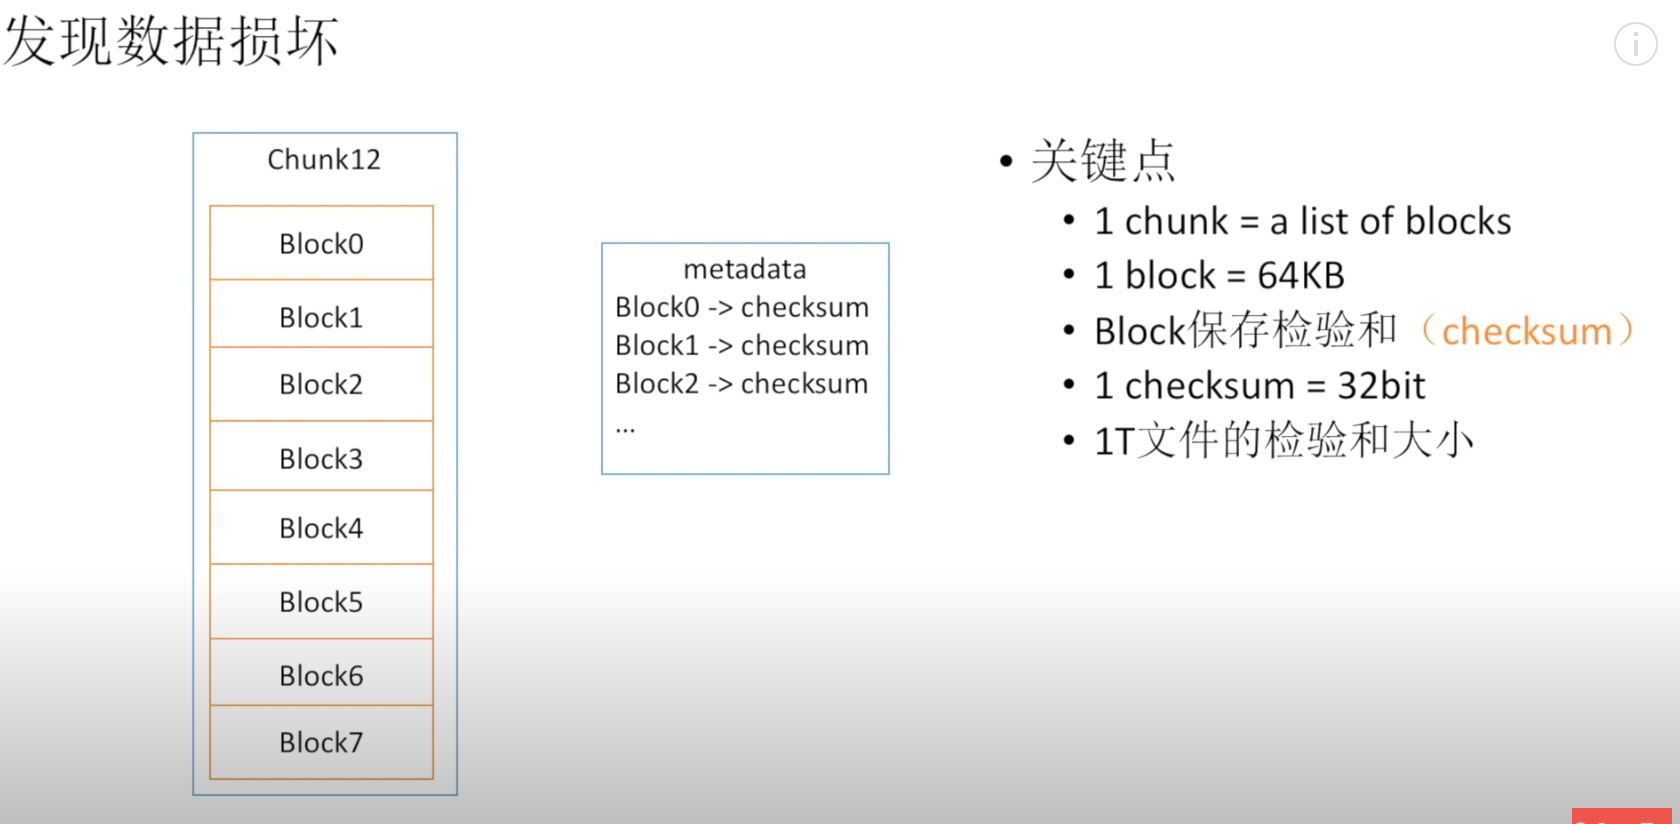 发现数据损坏
Chunk12
Block0
Block1
Block2
Block3
Block4
Block5
Block6
Block7
metadata
Block0 -> checksum
Block1 -> checksum
Block2 -> checksum
...
• 关键点
• 1 chunk = a list of blocks
• 1 block = 64KB
• Block保存检验和（checksum）
• 1 checksum = 32bit
• 1T文件的检验和大小